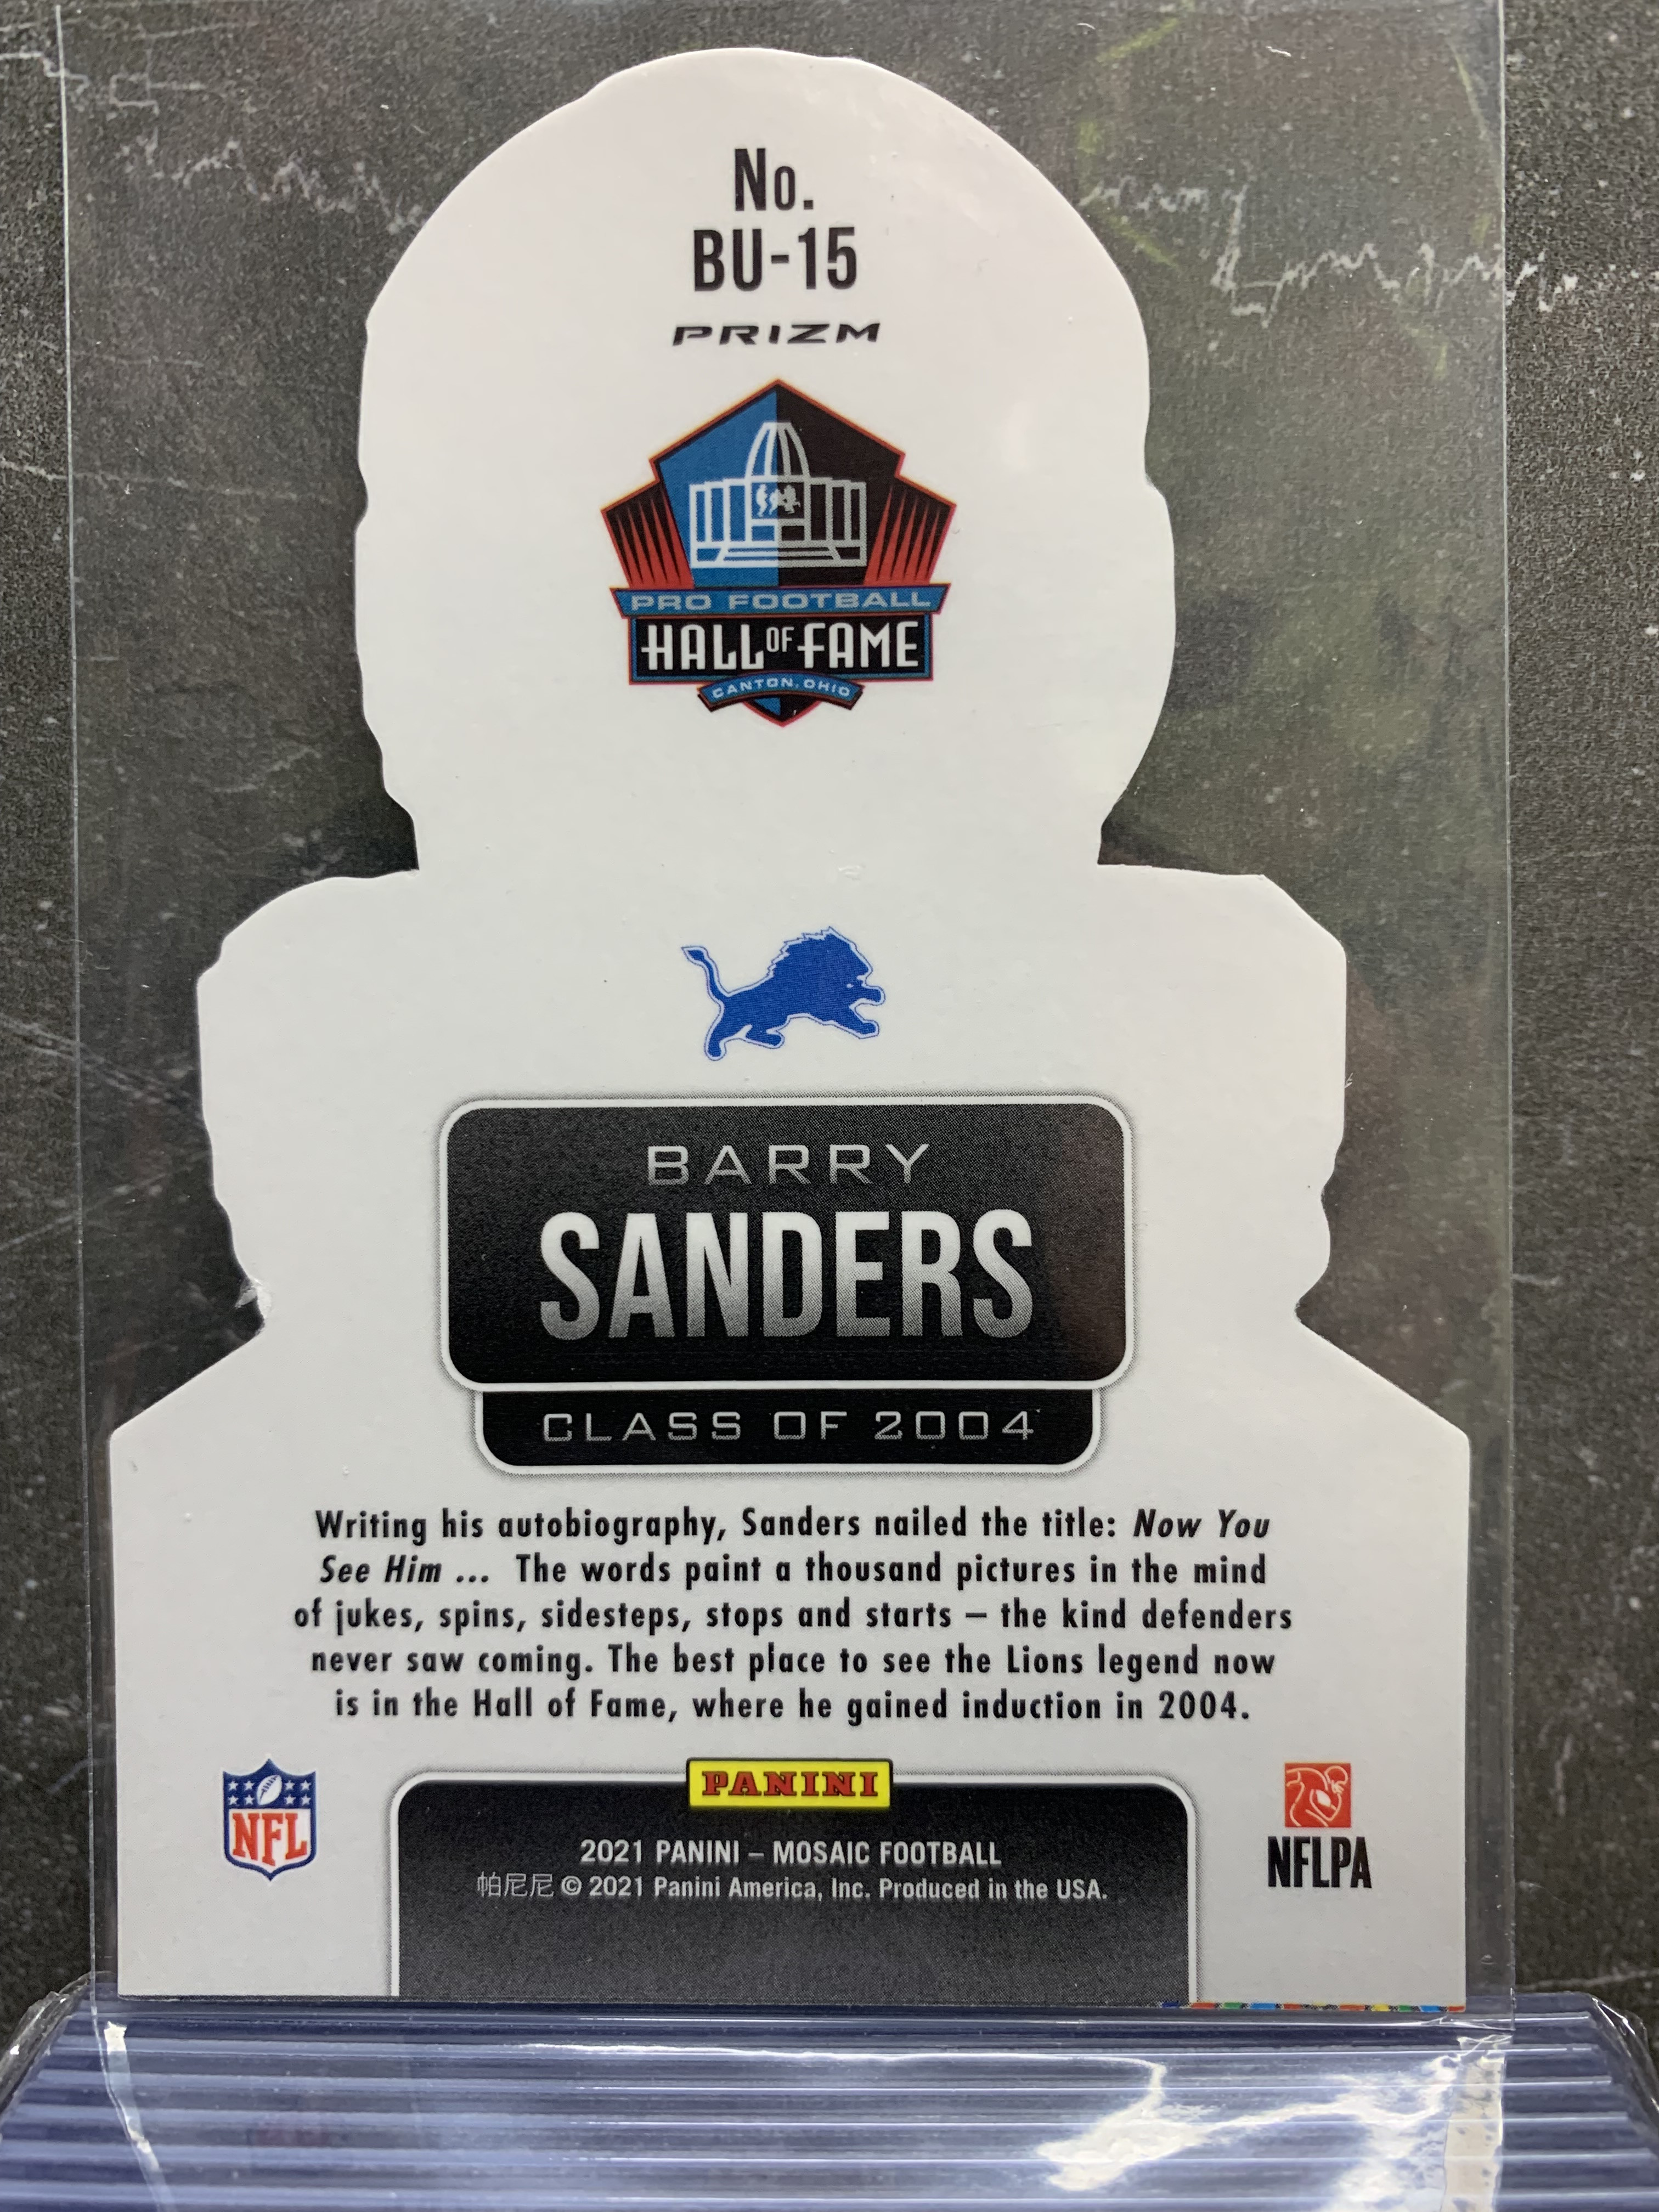 No.
BU-15
PRIZM
PRO FOOTBALL
HALL OF FAME
CANTON, OHIO
BARRY
SANDERS
CLASS OF 2004
Writing his autobiography, Sanders nailed the title: Now You
See Him ... The words paint a thousand pictures in the mind
of jukes, spins, sidesteps, stops and starts – the kind defenders
never saw coming. The best place to see the Lions legend now
is in the Hall of Fame, where he gained induction in 2004.
PANINI
NFL
NFLPA
2021 PANINI – MOSAIC FOOTBALL
帕尼尼 © 2021 Panini America, Inc. Produced in the USA.